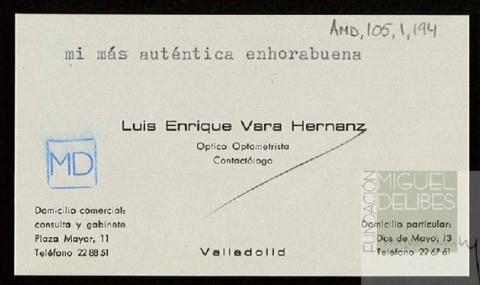 AMD, 105, 1, 194
mi más auténtica enhorabuena
Luis Enrique Vara Hernanz
Optico Optometrista
Contactólogo
MD
Domicilio comercial:
consulta y gabinete
Plaza Mayor, 11
Teléfono 22 88 51
Valladolid
Domicilio particular:
Dos de Mayo, 13
Teléfono 22 67 61
FUNDACIÓN
MIGUEL
DELIBES